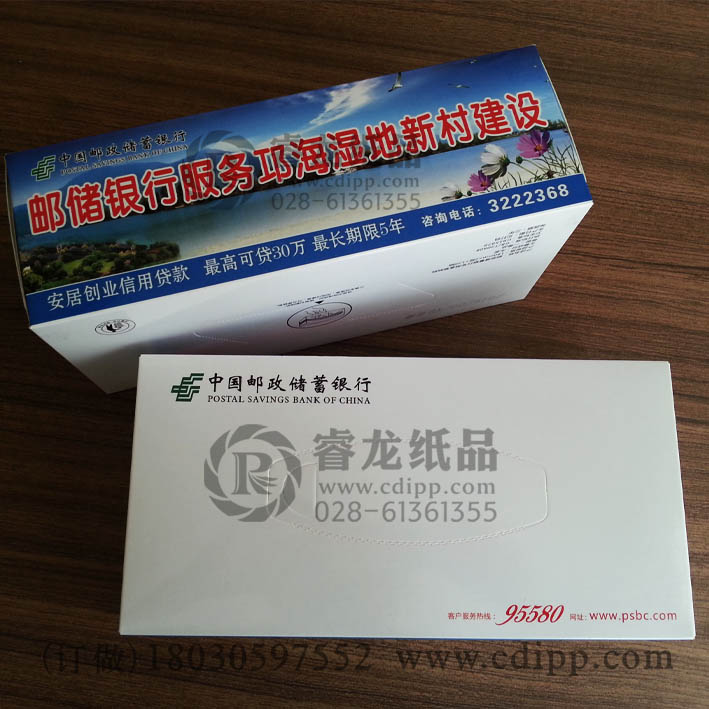 中国邮政储蓄银行
POSTAL SAVINGS BANK OF CHINA
邮储银行服务邛海湿地新村建设
睿龙纸品
www.cdipp.com
028-61361355
安居创业信用贷款 最高可贷30万 最长期限5年 咨询电话：3222368
中国邮政储蓄银行
POSTAL SAVINGS BANK OF CHINA
睿龙纸品
www.cdipp.com
028-61361355
客户服务热线：95580 网址：www.psbc.com
(订做)18030597552 www.cdipp.com